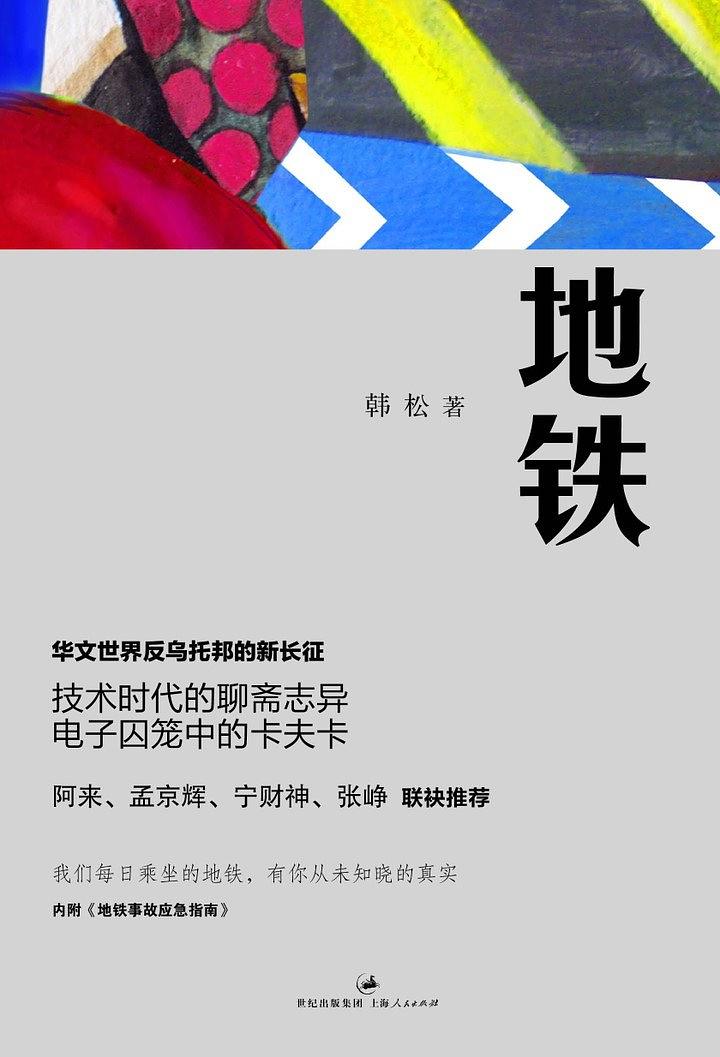 地铁
韩松 著
华文世界反乌托邦的新长征
技术时代的聊斋志异
电子囚笼中的卡夫卡
阿来、孟京辉、宁财神、张峥 联袂推荐
我们每日乘坐的地铁，有你从未知晓的真实
内附《地铁事故应急指南》
世纪出版集团 上海人民出版社